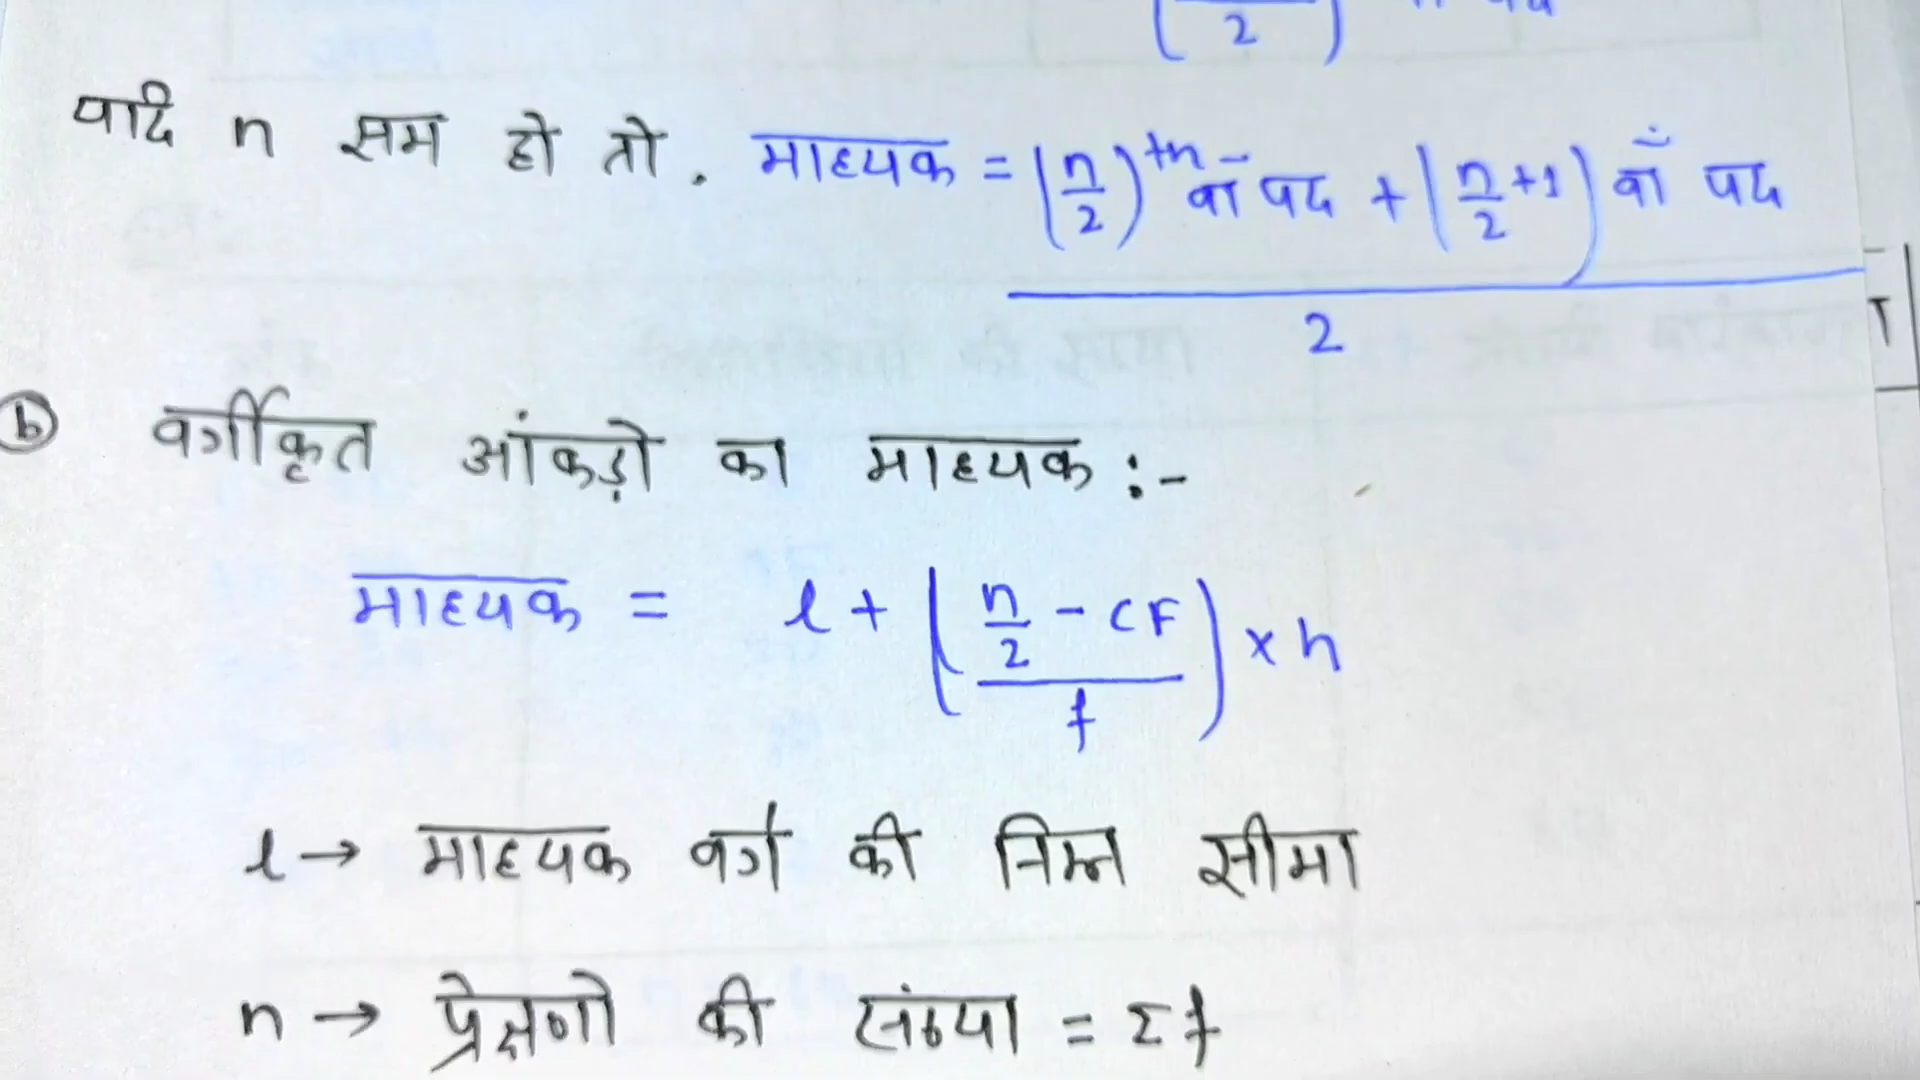 2
यदि n सम हो तो. माध्यक = (n/2)^th वां पद + (n/2 + 1) वाँ पद
2
(b) वर्गीकृत आंकड़ो का माध्यक :-
माध्यक = l + ((n/2 - CF)/f) × h
l → माध्यक वर्ग की निम्न सीमा
n → प्रेक्षणो की संख्या = Σf